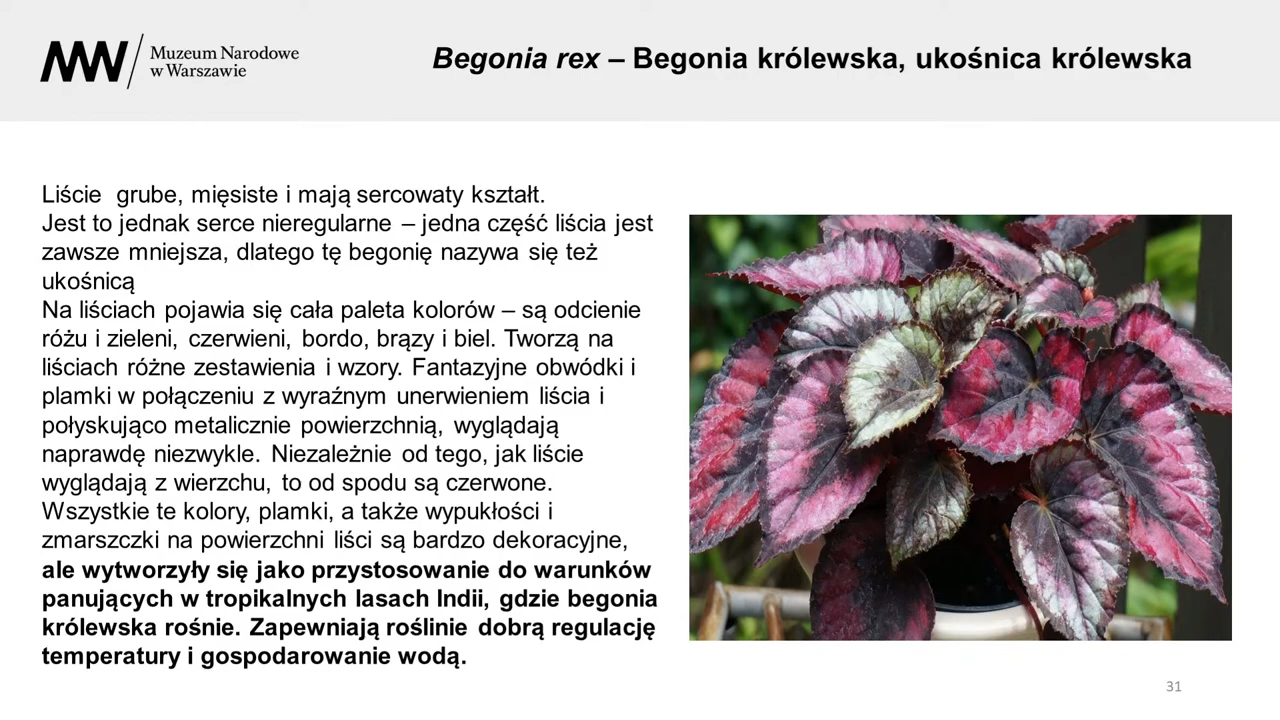 Muzeum Narodowe
w Warszawie
Begonia rex – Begonia królewska, ukośnica królewska
Liście grube, mięsiste i mają sercowaty kształt.
Jest to jednak serce nieregularne – jedna część liścia jest
zawsze mniejsza, dlatego tę begonię nazywa się też
ukośnicą
Na liściach pojawia się cała paleta kolorów – są odcienie
różu i zieleni, czerwieni, bordo, brązy i biel. Tworzą na
liściach różne zestawienia i wzory. Fantazyjne obwódki i
plamki w połączeniu z wyraźnym unerwieniem liścia i
połyskująco metalicznie powierzchnią, wyglądają
naprawdę niezwykle. Niezależnie od tego, jak liście
wyglądają z wierzchu, to od spodu są czerwone.
Wszystkie te kolory, plamki, a także wypukłości i
zmarszczki na powierzchni liści są bardzo dekoracyjne,
ale wytworzyły się jako przystosowanie do warunków
panujących w tropikalnych lasach Indii, gdzie begonia
królewska rośnie. Zapewniają roślinie dobrą regulację
temperatury i gospodarowanie wodą.
31